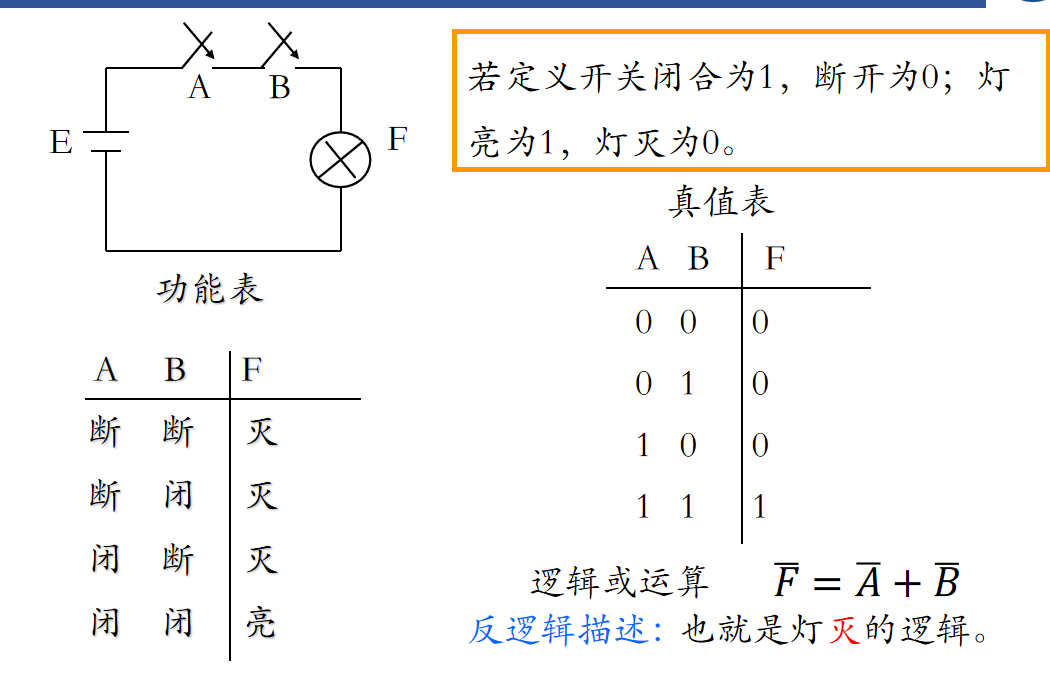 A B
E
F
功能表
A B F
断 断 灭
断 闭 灭
闭 断 灭
闭 闭 亮
若定义开关闭合为1，断开为0；灯
亮为1，灯灭为0。
真值表
A B F
0 0 0
0 1 0
1 0 0
1 1 1
逻辑或运算 F̅ = A̅ + B̅
反逻辑描述：也就是灯灭的逻辑。